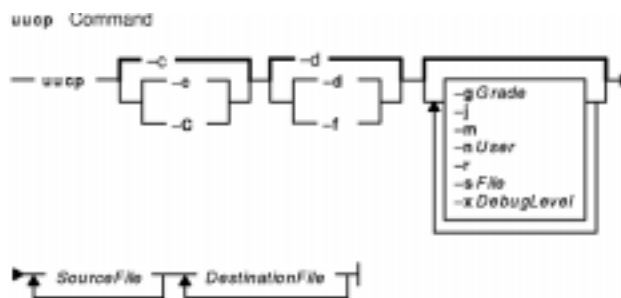 uucp Command
–c
–d
uucp
–c
–d
–C
–f
–gGrade
–j
–m
–nUser
–r
–sFile
–xDebugLevel
SourceFile DestinationFile